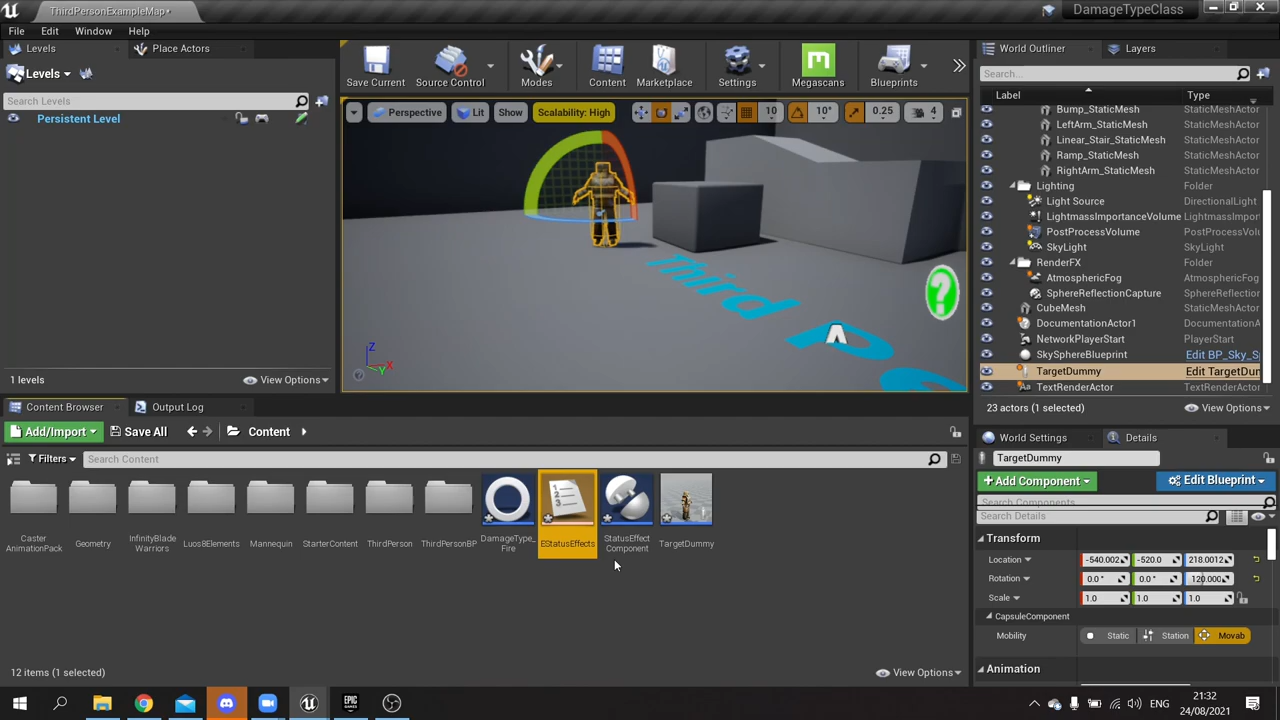 ThirdPersonExampleMap*
DamageTypeClass
File Edit Window Help
Levels
Place Actors
Levels
Search Levels
Persistent Level
1 levels
View Options
Save Current
Source Control
Modes
Content
Marketplace
Settings
Megascans
Blueprints
Perspective
Lit
Show
Scalability: High
10
10°
0.25
4
Third P
World Outliner
Layers
Search...
Label
Type
Bump_StaticMesh StaticMeshActor
LeftArm_StaticMesh StaticMeshActor
Linear_Stair_StaticMesh StaticMeshActor
Ramp_StaticMesh StaticMeshActor
RightArm_StaticMesh StaticMeshActor
Lighting Folder
Light Source DirectionalLight
LightmassImportanceVolume LightmassImpor
PostProcessVolume PostProcessVolu
SkyLight SkyLight
RenderFX Folder
AtmosphericFog AtmosphericFog
SphereReflectionCapture SphereReflection
CubeMesh StaticMeshActor
DocumentationActor1 DocumentationA
NetworkPlayerStart PlayerStart
SkySphereBlueprint Edit BP_Sky_S
TargetDummy Edit TargetDum
TextRenderActor TextRenderActor
23 actors (1 selected)
View Options
Content Browser
Output Log
Add/Import
Save All
Content
Filters
Search Content
Caster
AnimationPack
Geometry
InfinityBlade
Warriors
Luos8Elements
Mannequin
StarterContent
ThirdPerson
ThirdPersonBP
DamageType_
Fire
EStatusEffects
StatusEffect
Component
TargetDummy
12 items (1 selected)
View Options
World Settings
Details
TargetDummy
+Add Component
Edit Blueprint
Search Components
Search Details
Transform
Location -540.002 -520.0 218.0012
Rotation 0.0° 0.0° 120.000
Scale 1.0 1.0 1.0
CapsuleComponent
Mobility Static Station Movab
Animation
EPIC
GAMES
ENG
21:32
24/08/2021